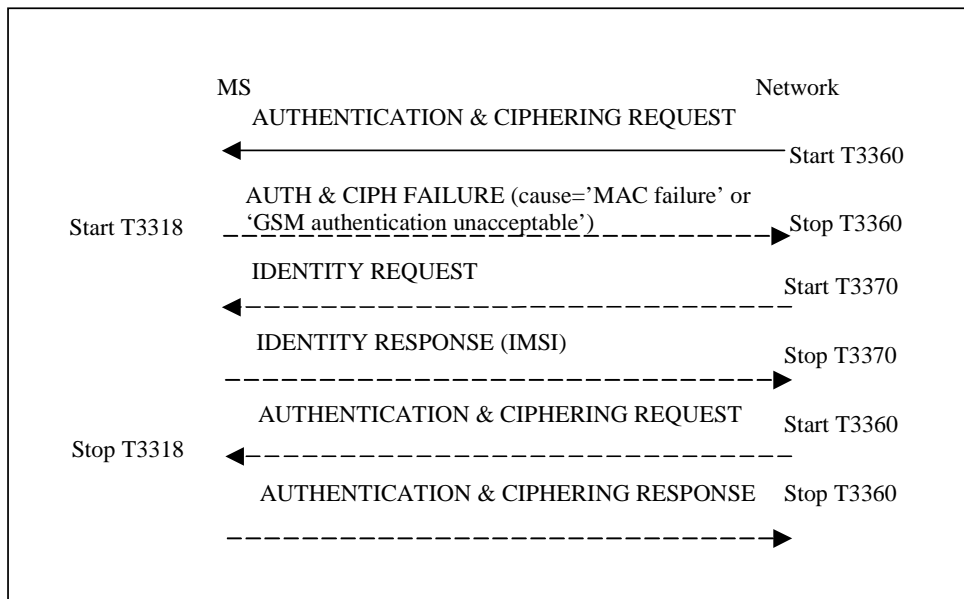 MS Network
AUTHENTICATION & CIPHERING REQUEST
Start T3360
AUTH & CIPH FAILURE (cause='MAC failure' or
Start T3318 ‘GSM authentication unacceptable’) Stop T3360
IDENTITY REQUEST Start T3370
IDENTITY RESPONSE (IMSI) Stop T3370
AUTHENTICATION & CIPHERING REQUEST Start T3360
Stop T3318
AUTHENTICATION & CIPHERING RESPONSE Stop T3360